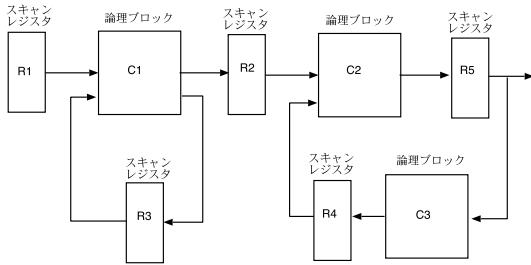 スキャン
レジスタ
R1
論理ブロック
C1
スキャン
レジスタ
R2
論理ブロック
C2
スキャン
レジスタ
R5
スキャン
レジスタ
R3
スキャン
レジスタ
R4
論理ブロック
C3